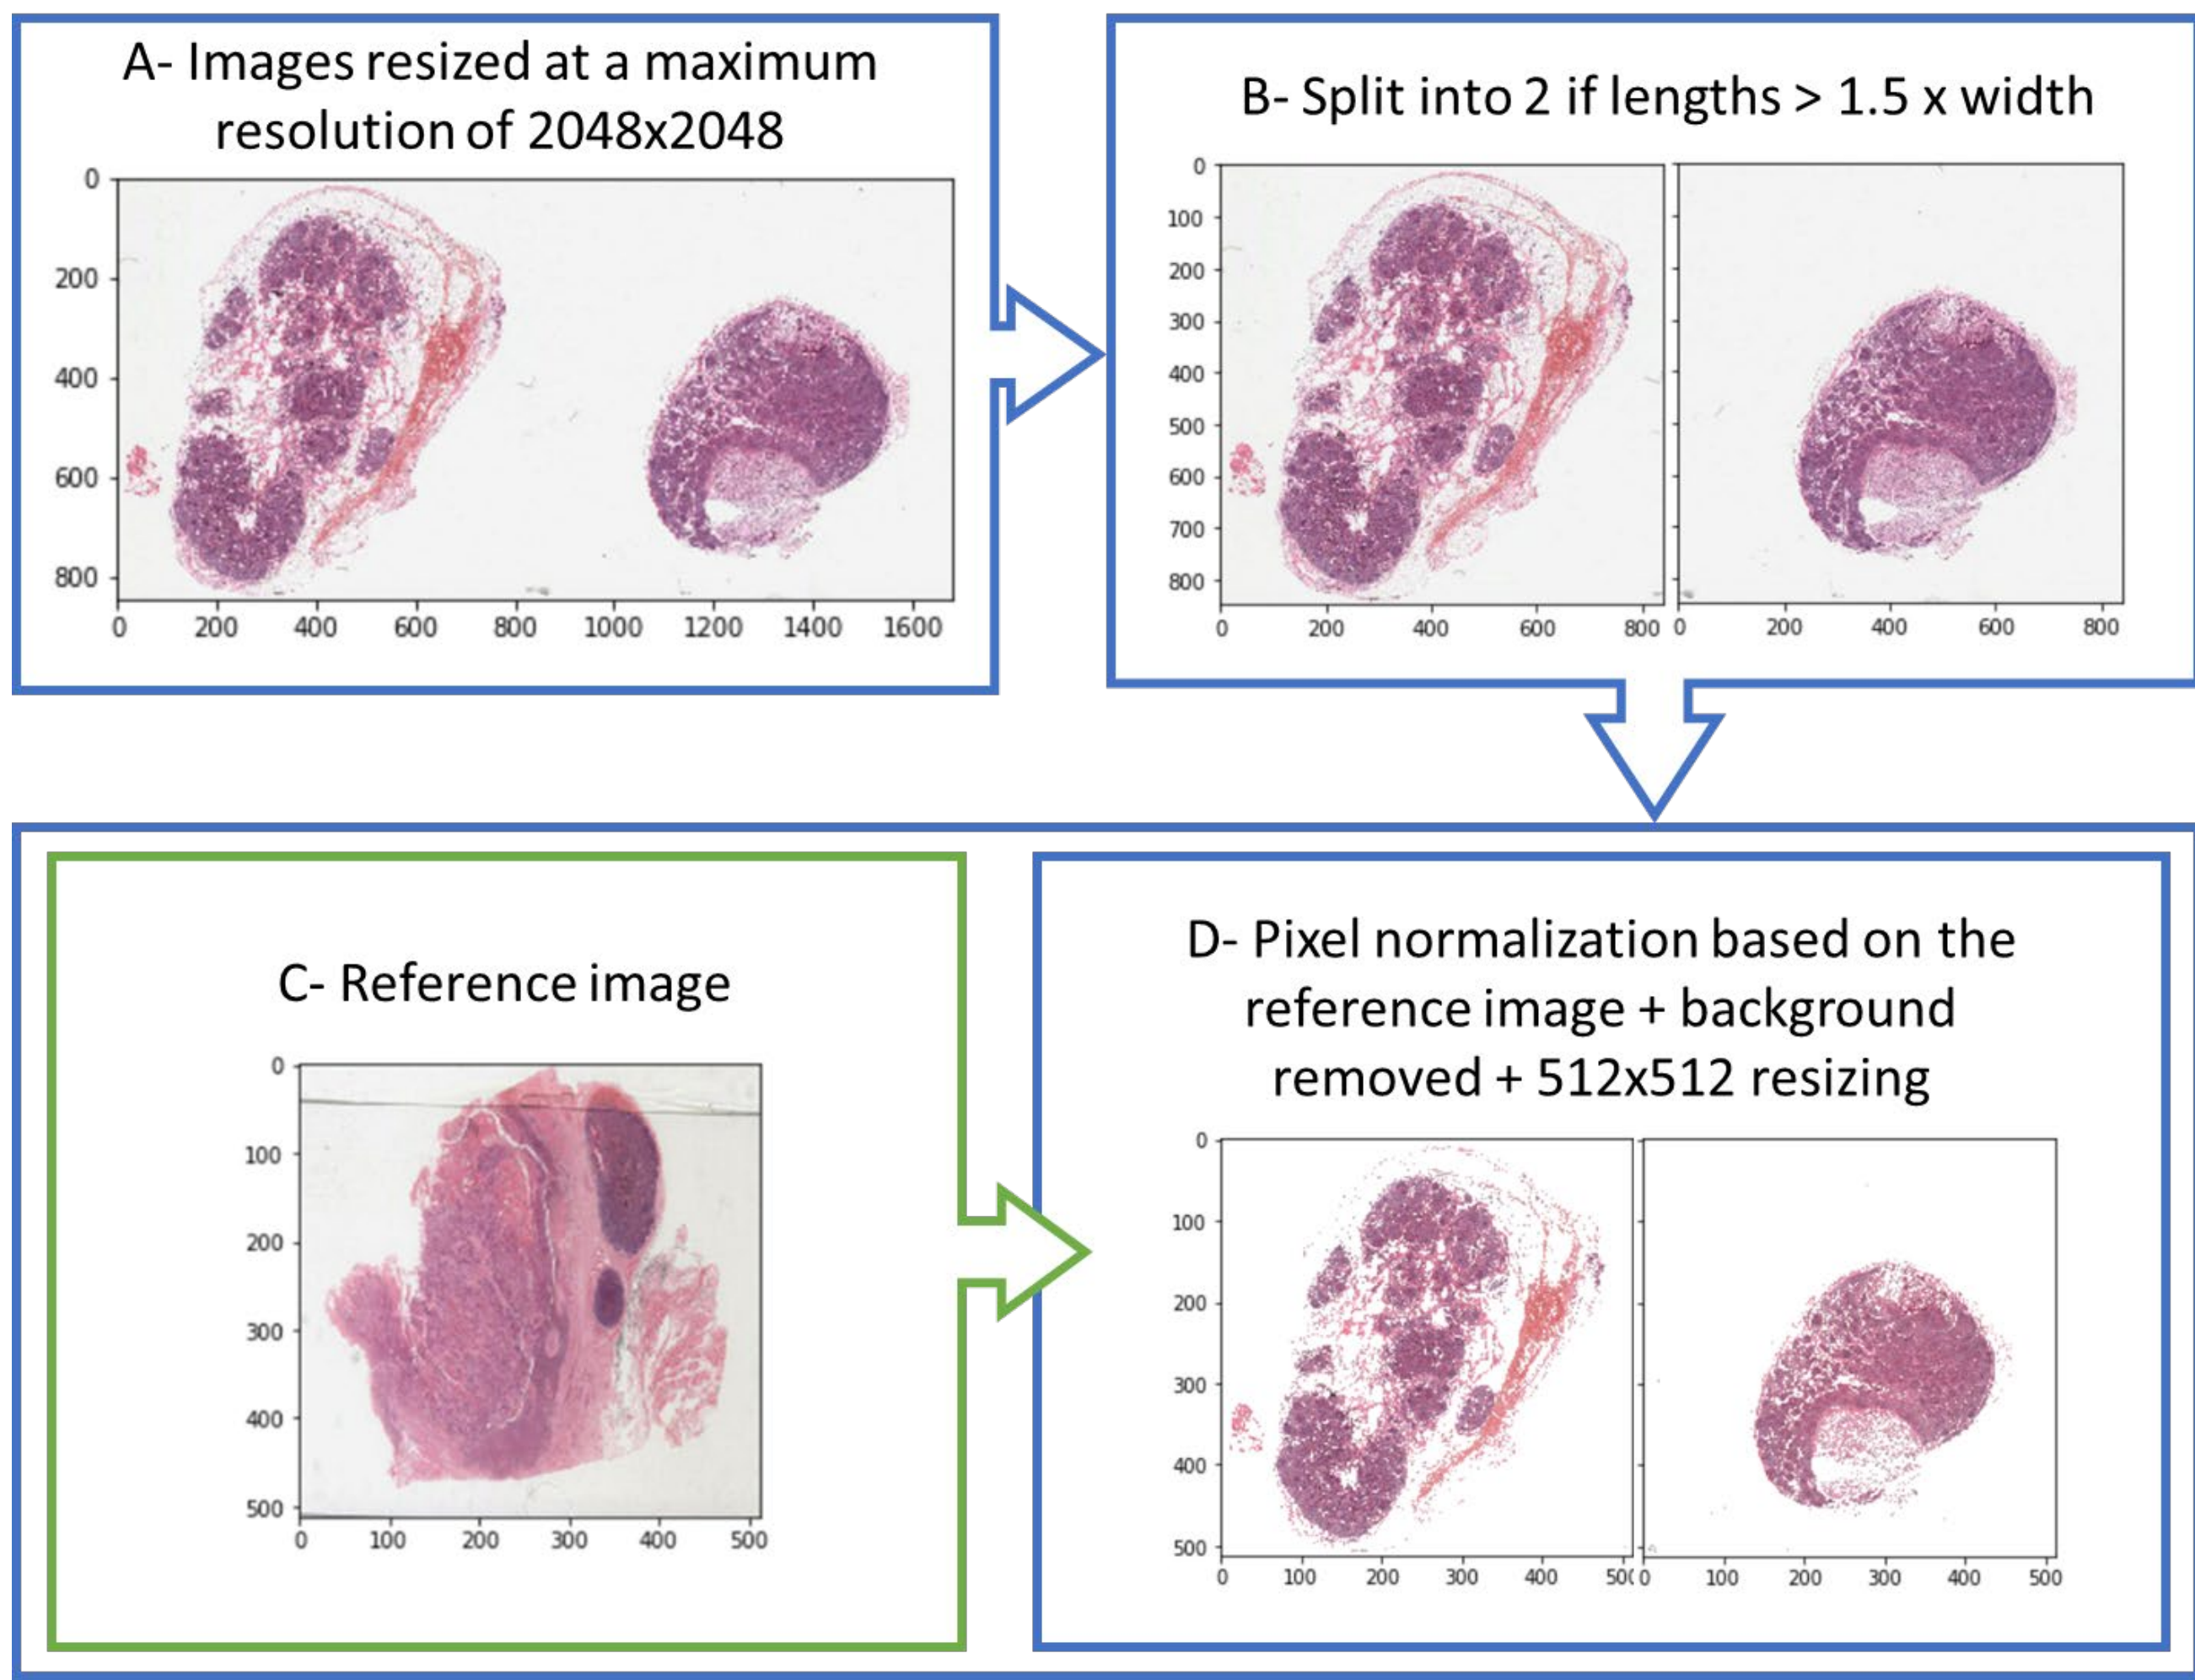 A- Images resized at a maximum
resolution of 2048x2048
0
200
400
600
800
0 200 400 600 800 1000 1200 1400 1600
B- Split into 2 if lengths > 1.5 x width
0
100
200
300
400
500
600
700
800
0 200 400 600 800 0 200 400 600 800
C- Reference image
0
100
200
300
400
500
0 100 200 300 400 500
D- Pixel normalization based on the
reference image + background
removed + 512x512 resizing
0
100
200
300
400
500
0 100 200 300 400 500 0 100 200 300 400 500